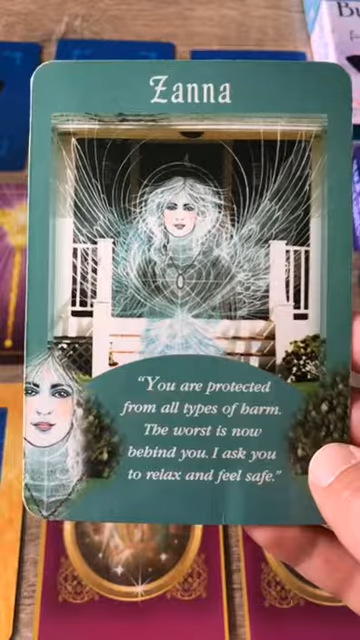 Zanna
"You are protected
from all types of harm.
The worst is now
behind you. I ask you
to relax and feel safe."